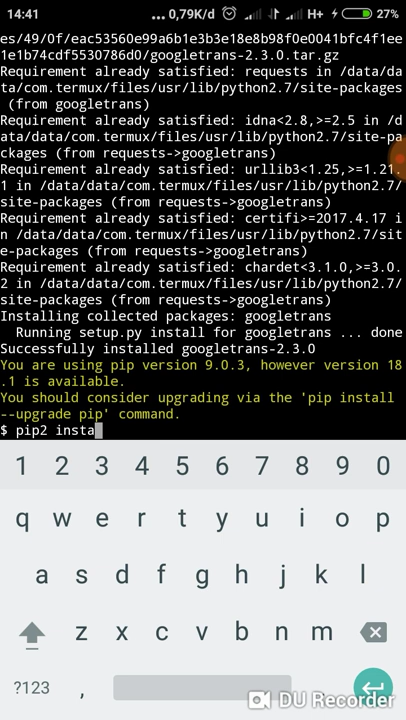 14:41 ... 0,79K/d H+ 27%
es/49/0f/eac53560e99a6b1e3b3e18e8b98f0e0041bfc4f1ee
1e1b74cdf5530786d0/googletrans-2.3.0.tar.gz
Requirement already satisfied: requests in /data/da
ta/com.termux/files/usr/lib/python2.7/site-packages
(from googletrans)
Requirement already satisfied: idna<2.8,>=2.5 in /d
ata/data/com.termux/files/usr/lib/python2.7/site-pa
ckages (from requests->googletrans)
Requirement already satisfied: urllib3<1.25,>=1.21.
1 in /data/data/com.termux/files/usr/lib/python2.7/
site-packages (from requests->googletrans)
Requirement already satisfied: certifi>=2017.4.17 i
n /data/data/com.termux/files/usr/lib/python2.7/sit
e-packages (from requests->googletrans)
Requirement already satisfied: chardet<3.1.0,>=3.0.
2 in /data/data/com.termux/files/usr/lib/python2.7/
site-packages (from requests->googletrans)
Installing collected packages: googletrans
Running setup.py install for googletrans ... done
Successfully installed googletrans-2.3.0
You are using pip version 9.0.3, however version 18
.1 is available.
You should consider upgrading via the 'pip install
--upgrade pip' command.
$ pip2 insta
1 2 3 4 5 6 7 8 9 0
q w e r t y u i o p
a s d f g h j k l
z x c v b n m
?123 , .
DU Recorder